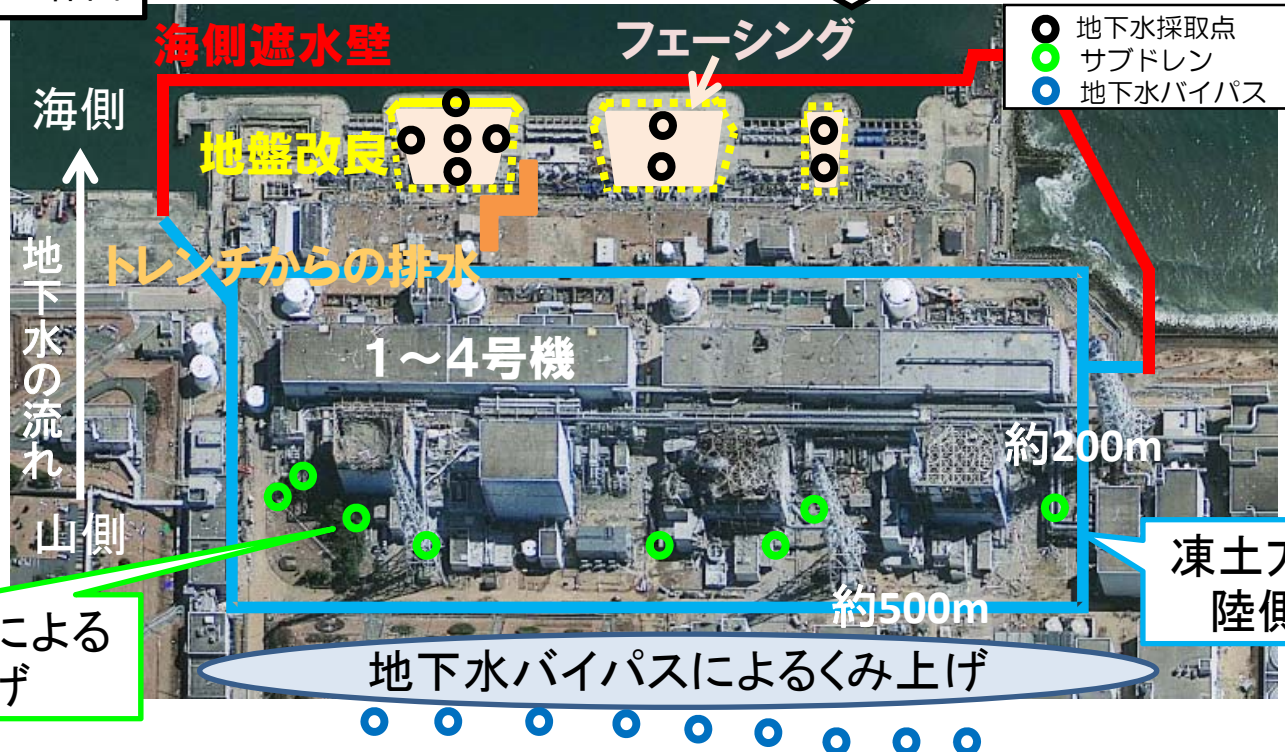 海側遮水壁
フェーシング
地下水採取点
サブドレン
地下水バイパス
海側
地盤改良
地下水の流れ
トレンチからの排水
1~4号機
約200m
山側
凍土方
陸側
による
げ
約500m
地下水バイパスによるくみ上げ